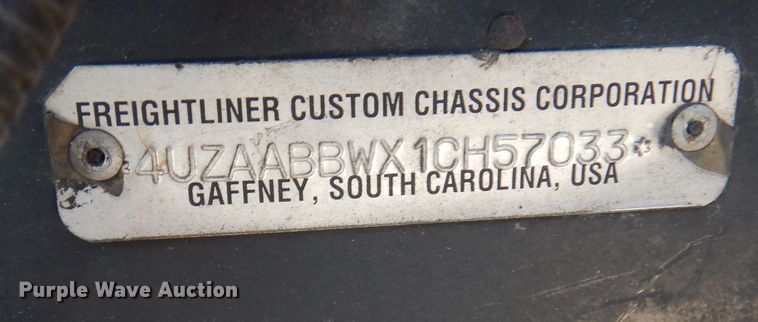 FREIGHTLINER CUSTOM CHASSIS CORPORATION
*4UZAABBWX1CH57033*
GAFFNEY, SOUTH CAROLINA, USA
Purple Wave Auction